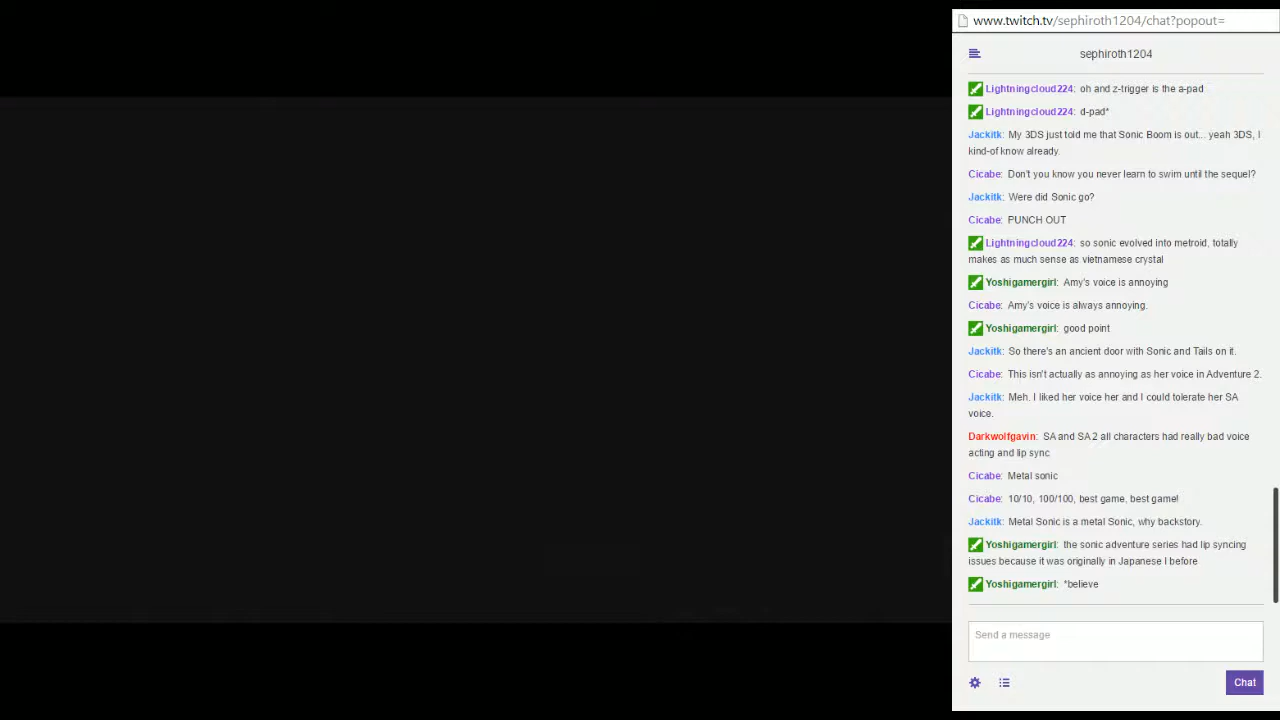 www.twitch.tv/sephiroth1204/chat?popout=
sephiroth1204
Lightningcloud224: oh and z-trigger is the a-pad
Lightningcloud224: d-pad*
Jackitk: My 3DS just told me that Sonic Boom is out... yeah 3DS, I
kind-of know already.
Cicabe: Don't you know you never learn to swim until the sequel?
Jackitk: Were did Sonic go?
Cicabe: PUNCH OUT
Lightningcloud224: so sonic evolved into metroid, totally
makes as much sense as vietnamese crystal
Yoshigamergirl: Amy's voice is annoying
Cicabe: Amy's voice is always annoying.
Yoshigamergirl: good point
Jackitk: So there's an ancient door with Sonic and Tails on it.
Cicabe: This isn't actually as annoying as her voice in Adventure 2.
Jackitk: Meh. I liked her voice her and I could tolerate her SA
voice.
Darkwolfgavin: SA and SA 2 all characters had really bad voice
acting and lip sync
Cicabe: Metal sonic
Cicabe: 10/10, 100/100, best game, best game!
Jackitk: Metal Sonic is a metal Sonic, why backstory.
Yoshigamergirl: the sonic adventure series had lip syncing
issues because it was originally in Japanese I before
Yoshigamergirl: *believe
Send a message
Chat